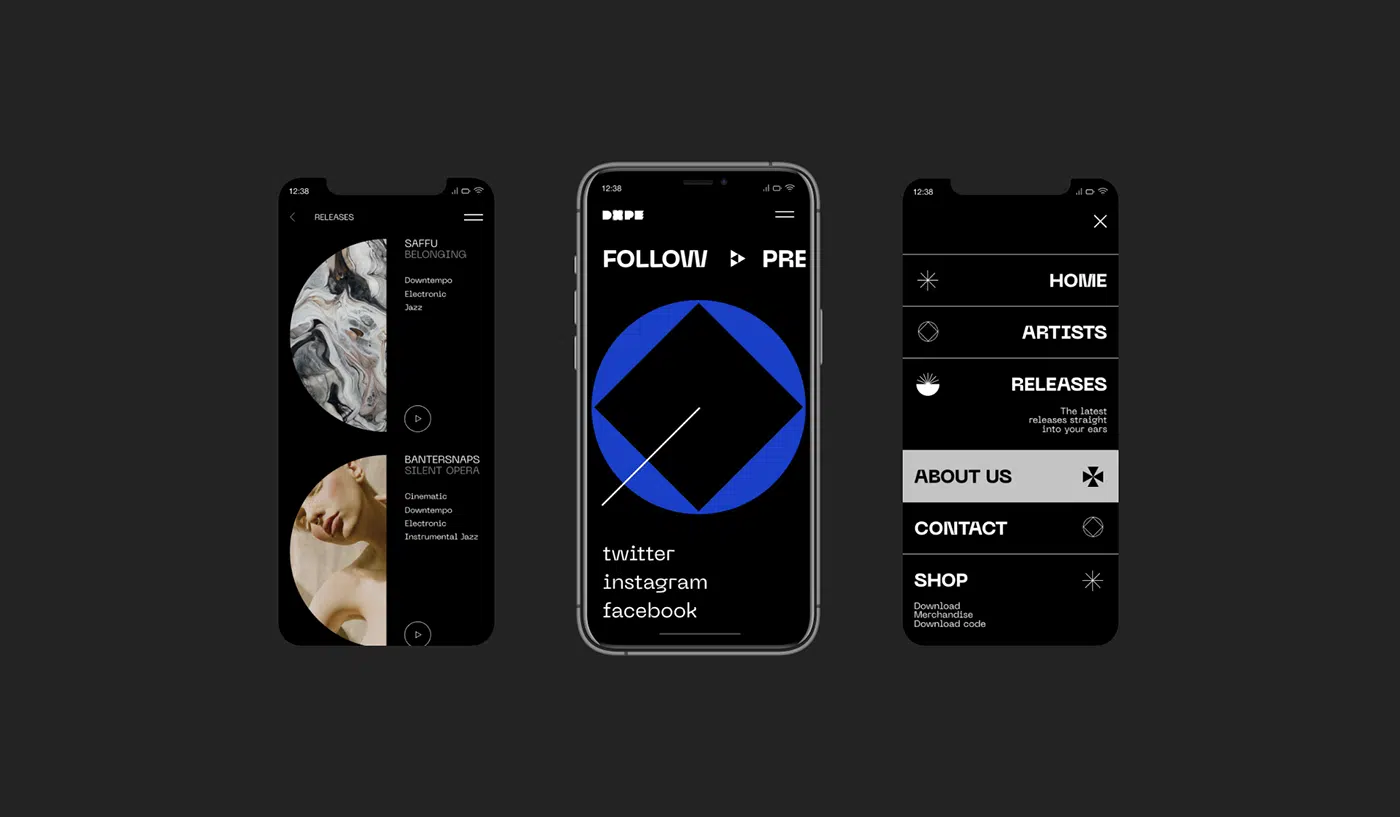 12:38
RELEASES
SAFFU
BELONGING
Downtempo
Electronic
Jazz
BANTERSNAPS
SILENT OPERA
Cinematic
Downtempo
Electronic
Instrumental Jazz
12:38
DXPE
FOLLOW PRE
twitter
instagram
facebook
12:38
HOME
ARTISTS
RELEASES
The latest
releases straight
into your ears
ABOUT US
CONTACT
SHOP
Download
Merchandise
Download code